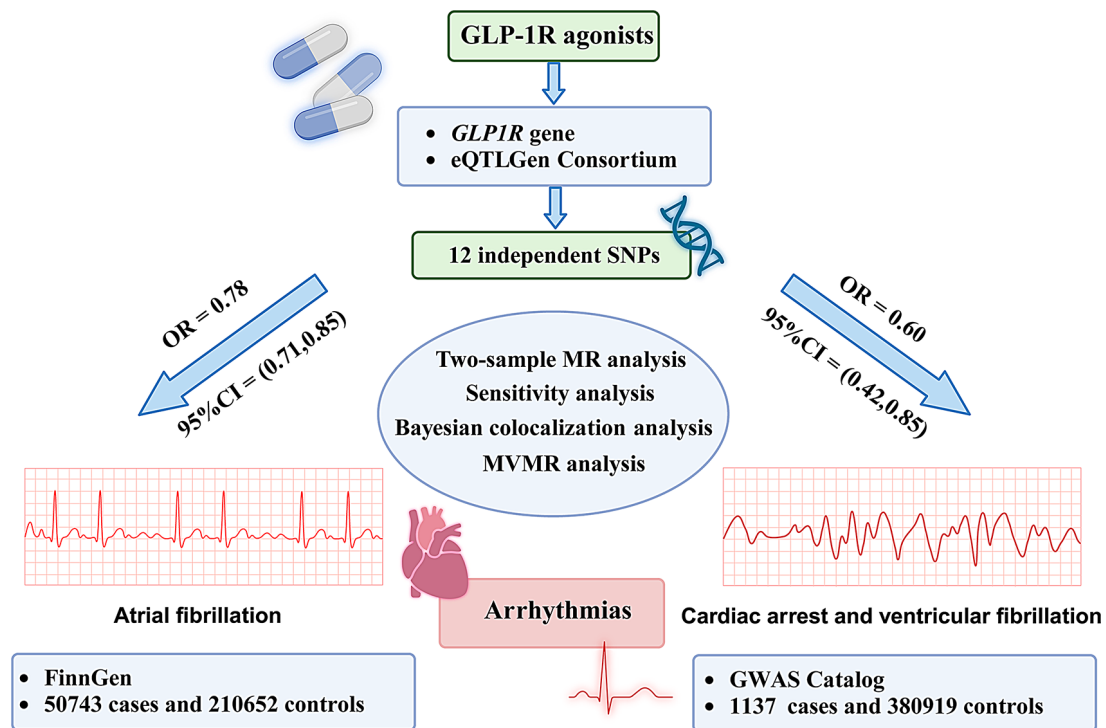 GLP-1R agonists
• GLP1R gene
• eQTLGen Consortium
12 independent SNPs
OR = 0.78
95%CI = (0.71,0.85)
OR = 0.60
95%CI = (0.42,0.85)
Two-sample MR analysis
Sensitivity analysis
Bayesian colocalization analysis
MVMR analysis
Atrial fibrillation
Arrhythmias
Cardiac arrest and ventricular fibrillation
• FinnGen
• 50743 cases and 210652 controls
• GWAS Catalog
• 1137 cases and 380919 controls